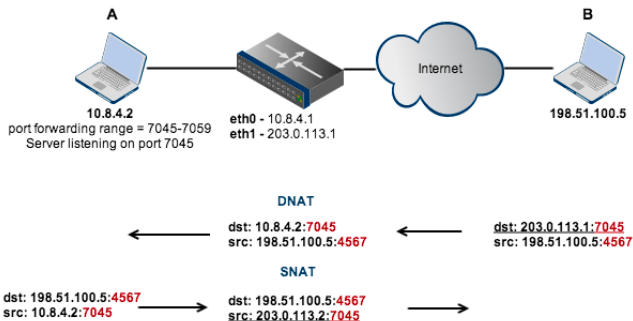 A
B
Internet
10.8.4.2
port forwarding range = 7045-7059
Server listening on port 7045
eth0 - 10.8.4.1
eth1 - 203.0.113.1
198.51.100.5
DNAT
dst: 10.8.4.2:7045
src: 198.51.100.5:4567
dst: 203.0.113.1:7045
src: 198.51.100.5:4567
SNAT
dst: 198.51.100.5:4567
src: 10.8.4.2:7045
dst: 198.51.100.5:4567
src: 203.0.113.2:7045